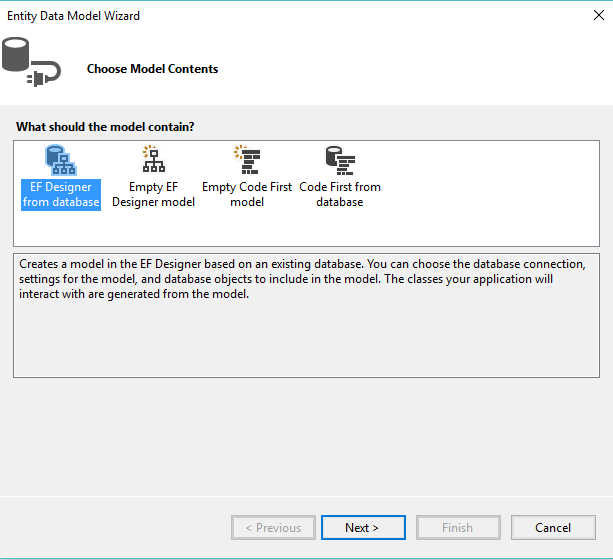 Entity Data Model Wizard
Choose Model Contents
What should the model contain?
EF Designer
from database
Empty EF
Designer model
Empty Code First
model
Code First from
database
Creates a model in the EF Designer based on an existing database. You can choose the database connection,
settings for the model, and database objects to include in the model. The classes your application will
interact with are generated from the model.
< Previous
Next >
Finish
Cancel